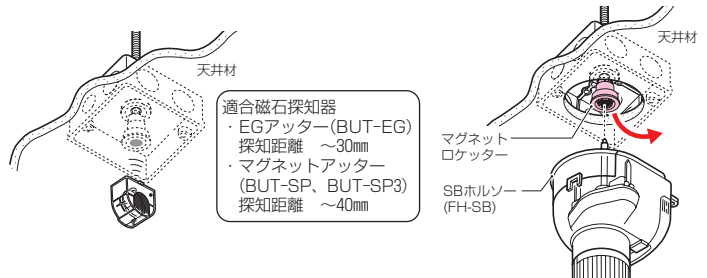 天井材
適合磁石探知器
・EGアッター(BUT-EG)
探知距離　～30㎜
・マグネットアッター
(BUT-SP、BUT-SP3)
探知距離　～40㎜
天井材
マグネット
ロケッター
SBホルソー
(FH-SB)